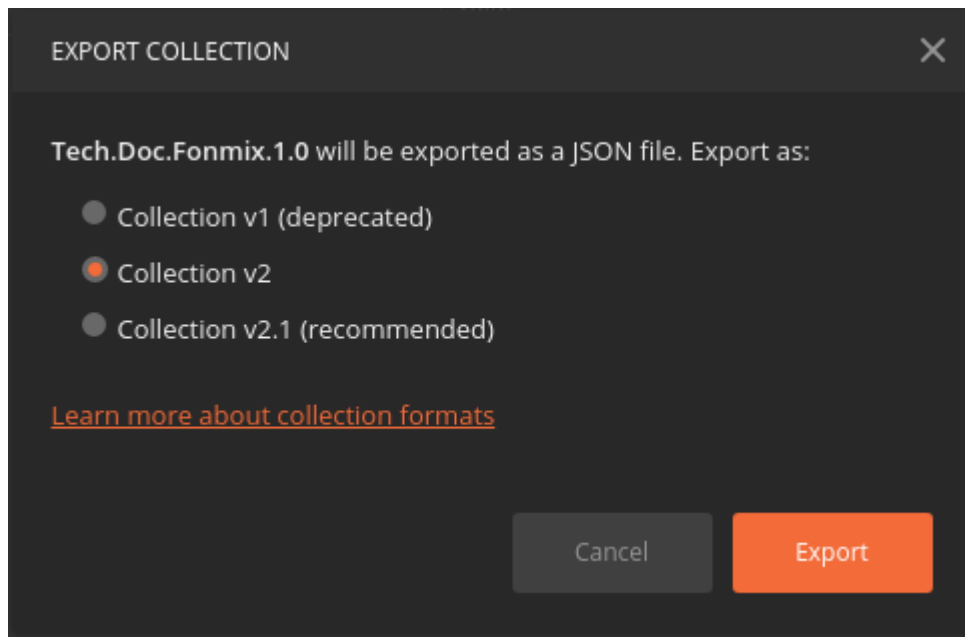 EXPORT COLLECTION
Tech.Doc.Fonmix.1.0 will be exported as a JSON file. Export as:
Collection v1 (deprecated)
Collection v2
Collection v2.1 (recommended)
Learn more about collection formats
Cancel
Export